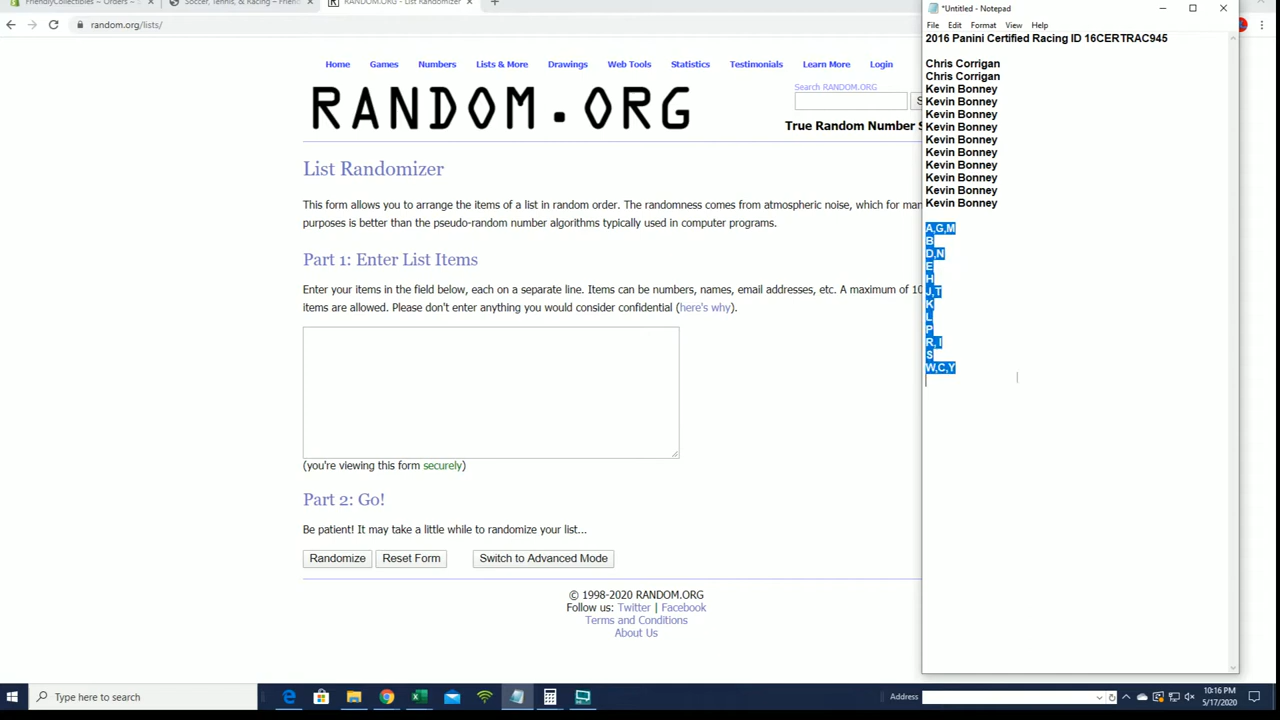 FriendlyCollectibles – Orders –
Soccer, Tennis, & Racing – Friend
RANDOM.ORG - List Randomizer
random.org/lists/
Home Games Numbers Lists & More Drawings Web Tools Statistics Testimonials Learn More Login
Search RANDOM.ORG
RANDOM.ORG
True Random Number S
List Randomizer
This form allows you to arrange the items of a list in random order. The randomness comes from atmospheric noise, which for man
purposes is better than the pseudo-random number algorithms typically used in computer programs.
Part 1: Enter List Items
Enter your items in the field below, each on a separate line. Items can be numbers, names, email addresses, etc. A maximum of 10
items are allowed. Please don't enter anything you would consider confidential (here's why).
(you're viewing this form securely)
Part 2: Go!
Be patient! It may take a little while to randomize your list...
Randomize Reset Form Switch to Advanced Mode
© 1998-2020 RANDOM.ORG
Follow us: Twitter | Facebook
Terms and Conditions
About Us
*Untitled - Notepad
File Edit Format View Help
2016 Panini Certified Racing ID 16CERTRAC945
Chris Corrigan
Chris Corrigan
Kevin Bonney
Kevin Bonney
Kevin Bonney
Kevin Bonney
Kevin Bonney
Kevin Bonney
Kevin Bonney
Kevin Bonney
Kevin Bonney
Kevin Bonney
A,G,M
B
D,N
E
H
J,T
K
L
P
R, I
S
W,C,Y
Type here to search
Address
10:16 PM
5/17/2020